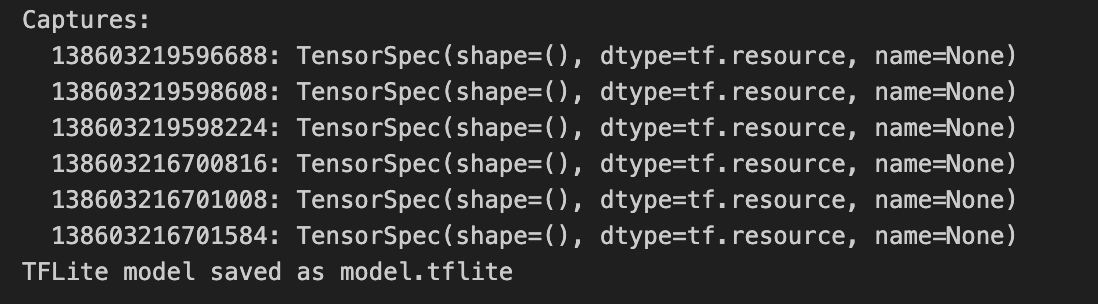 Captures:
  138603219596688: TensorSpec(shape=(), dtype=tf.resource, name=None)
  138603219598608: TensorSpec(shape=(), dtype=tf.resource, name=None)
  138603219598224: TensorSpec(shape=(), dtype=tf.resource, name=None)
  138603216700816: TensorSpec(shape=(), dtype=tf.resource, name=None)
  138603216701008: TensorSpec(shape=(), dtype=tf.resource, name=None)
  138603216701584: TensorSpec(shape=(), dtype=tf.resource, name=None)
TFLite model saved as model.tflite